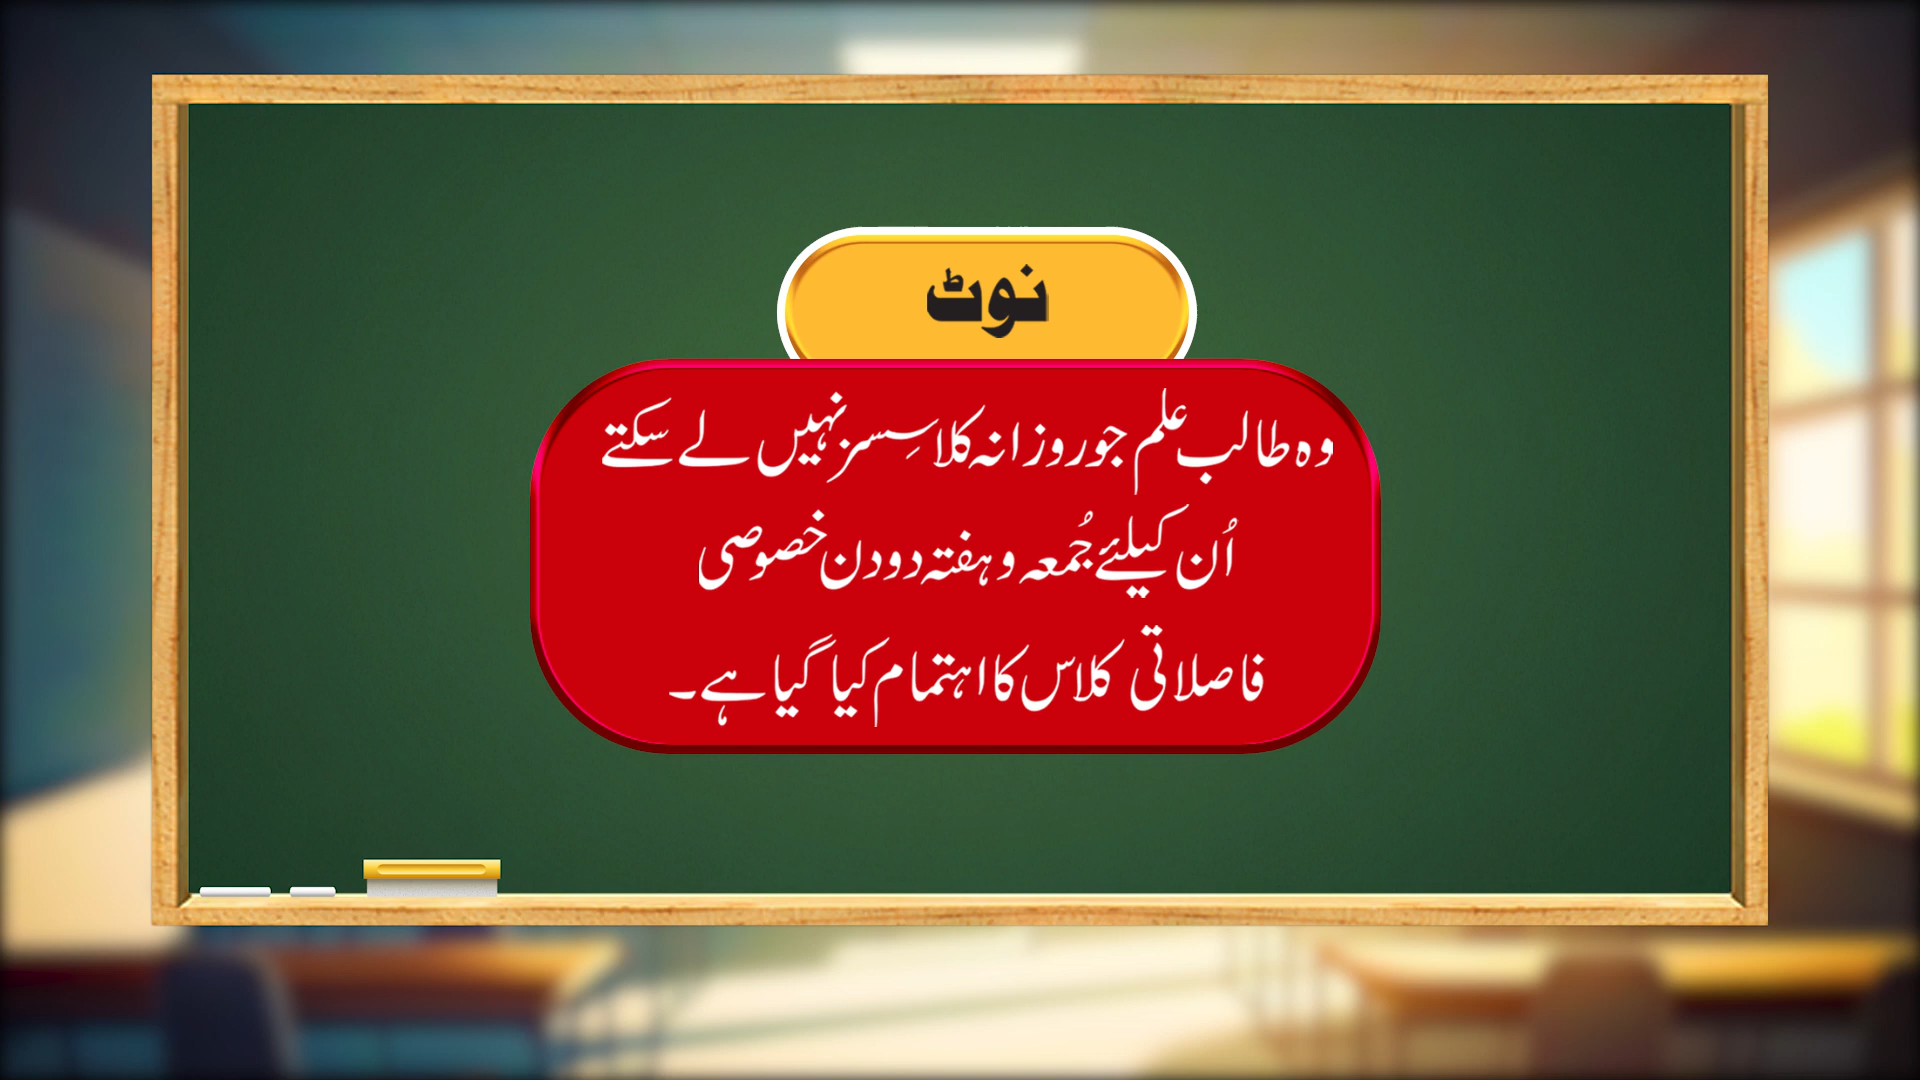 نوٹ
وہ طالب علم جو روزانہ کلاسِسز نہیں لے سکتے
اُن کیلئے جُمعہ و ہفتہ دو دن خصوصی
فاصلاتی کلاس کا اہتمام کیا گیا ہے۔